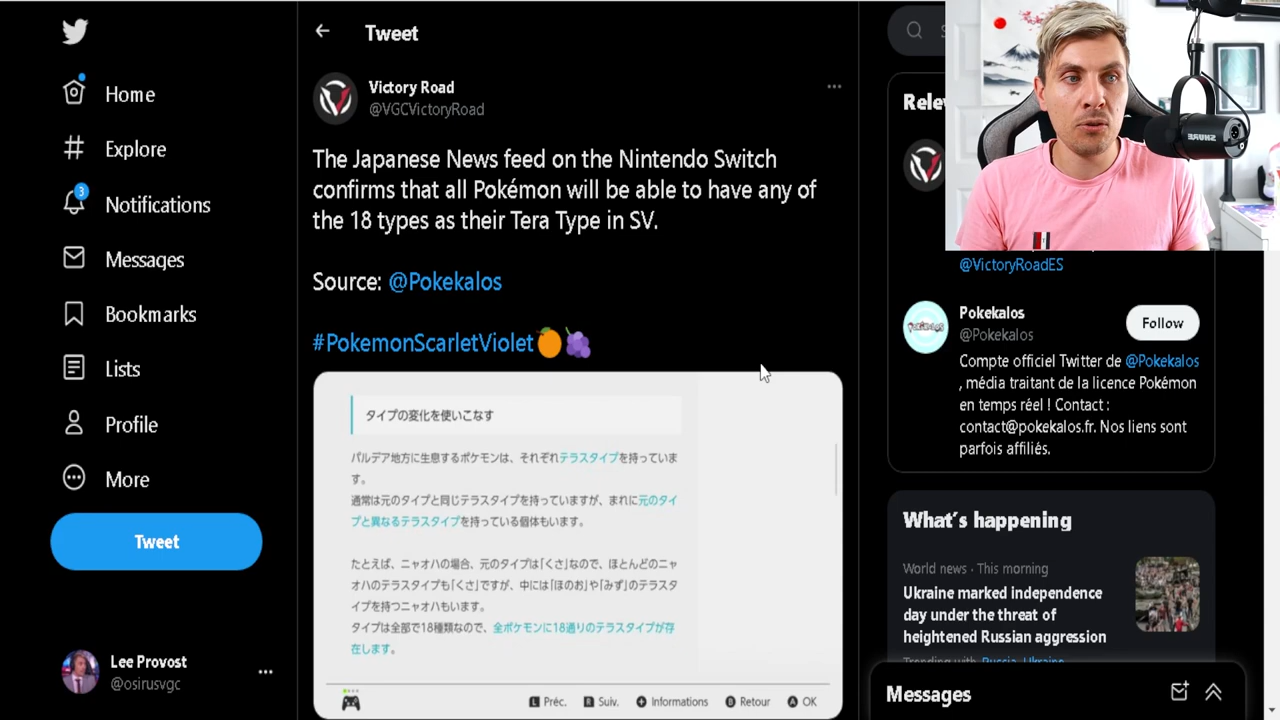 Tweet
Victory Road
@VGCVictoryRoad
The Japanese News feed on the Nintendo Switch
confirms that all Pokémon will be able to have any of
the 18 types as their Tera Type in SV.
Source: @Pokekalos
#PokemonScarletViolet
タイプの変化を使いこなす
パルデア地方に生息するポケモンは、それぞれテラスタイプを持っていま
す。
通常は元のタイプと同じテラスタイプを持っていますが、まれに元のタイ
プと異なるテラスタイプを持っている個体もいます。
たとえば、ニャオハの場合、元のタイプは「くさ」なので、ほとんどのニャ
オハのテラスタイプも「くさ」ですが、中には「ほのお」や「みず」のテラスタ
イプを持つニャオハもいます。
タイプは全部で18種類なので、全ポケモンに18通りのテラスタイプが存
在します。
L Préc. R Suiv. Informations B Retour A OK
Home
Explore
3
Notifications
Messages
Bookmarks
Lists
Profile
More
Tweet
Lee Provost
@osirusvgc
Rele
@VictoryRoadES
Pokekalos
@Pokekalos
Follow
Compte officiel Twitter de @Pokekalos
, média traitant de la licence Pokémon
en temps réel ! Contact :
contact@pokekalos.fr. Nos liens sont
parfois affiliés.
What's happening
World news · This morning
Ukraine marked independence
day under the threat of
heightened Russian aggression
Trending with Russia, Ukraine
Messages
SHURE